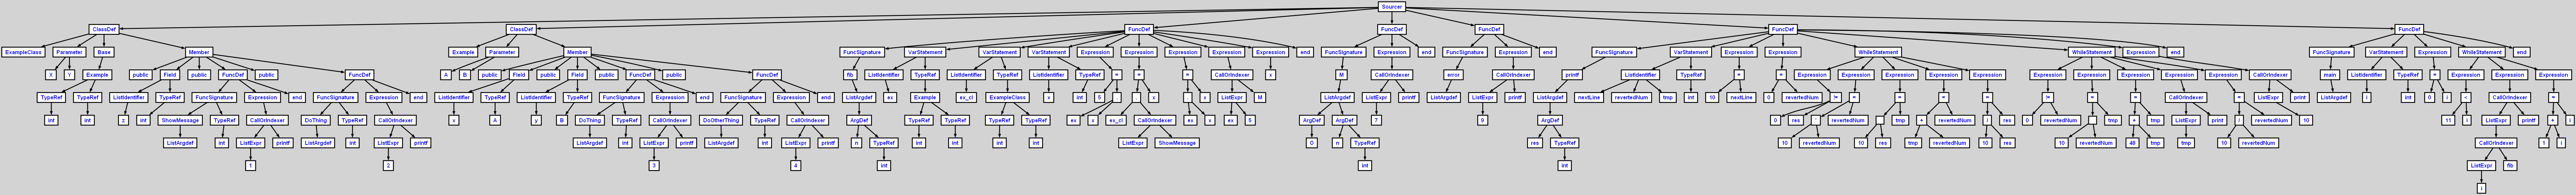 Sourcer
ClassDef ClassDef FuncDef FuncDef FuncDef FuncDef FuncDef
ExampleClass Parameter Base Member Example Parameter Member FuncSignature VarStatement VarStatement VarStatement Expression Expression Expression Expression Expression end FuncSignature Expression end FuncSignature Expression end FuncSignature VarStatement Expression Expression WhileStatement WhileStatement Expression end FuncSignature VarStatement Expression WhileStatement end
X Y Example public Field public FuncDef public FuncDef A B public Field public Field public FuncDef public FuncDef fib ListIdentifier TypeRef ListIdentifier TypeRef ListIdentifier TypeRef = = = CallOrIndexer x M CallOrIndexer error CallOrIndexer printf ListIdentifier TypeRef = = Expression Expression Expression Expression Expression Expression Expression Expression Expression Expression CallOrIndexer main ListIdentifier TypeRef = Expression Expression Expression
TypeRef TypeRef ListIdentifier TypeRef FuncSignature Expression end FuncSignature Expression end ListIdentifier TypeRef ListIdentifier TypeRef FuncSignature Expression end FuncSignature Expression end ListArgdef ex Example ex_cl ExampleClass x int 5 . . x . x ListExpr M ListArgdef ListExpr printf ListArgdef ListExpr printf ListArgdef nextLine revertedNum tmp int 10 nextLine 0 revertedNum != = = = = != = = CallOrIndexer = ListExpr print ListArgdef i int 0 i < CallOrIndexer =
int int z int ShowMessage TypeRef CallOrIndexer DoThing TypeRef CallOrIndexer x A y B DoThing TypeRef CallOrIndexer DoOtherThing TypeRef CallOrIndexer ArgDef TypeRef TypeRef TypeRef TypeRef ex x ex_cl CallOrIndexer ex x ex 5 ArgDef ArgDef 7 9 ArgDef 0 res revertedNum tmp + revertedNum / res 0 revertedNum tmp + tmp ListExpr print / revertedNum 10 11 i ListExpr printf + i
ListArgdef int ListExpr printf ListArgdef int ListExpr printf ListArgdef int ListExpr printf ListArgdef int ListExpr printf n TypeRef int int int int ListExpr ShowMessage O n TypeRef res TypeRef 10 revertedNum 10 res tmp revertedNum 10 res 10 revertedNum 48 tmp tmp 10 revertedNum CallOrIndexer 1 i
1 2 3 4 int int int ListExpr fib
i